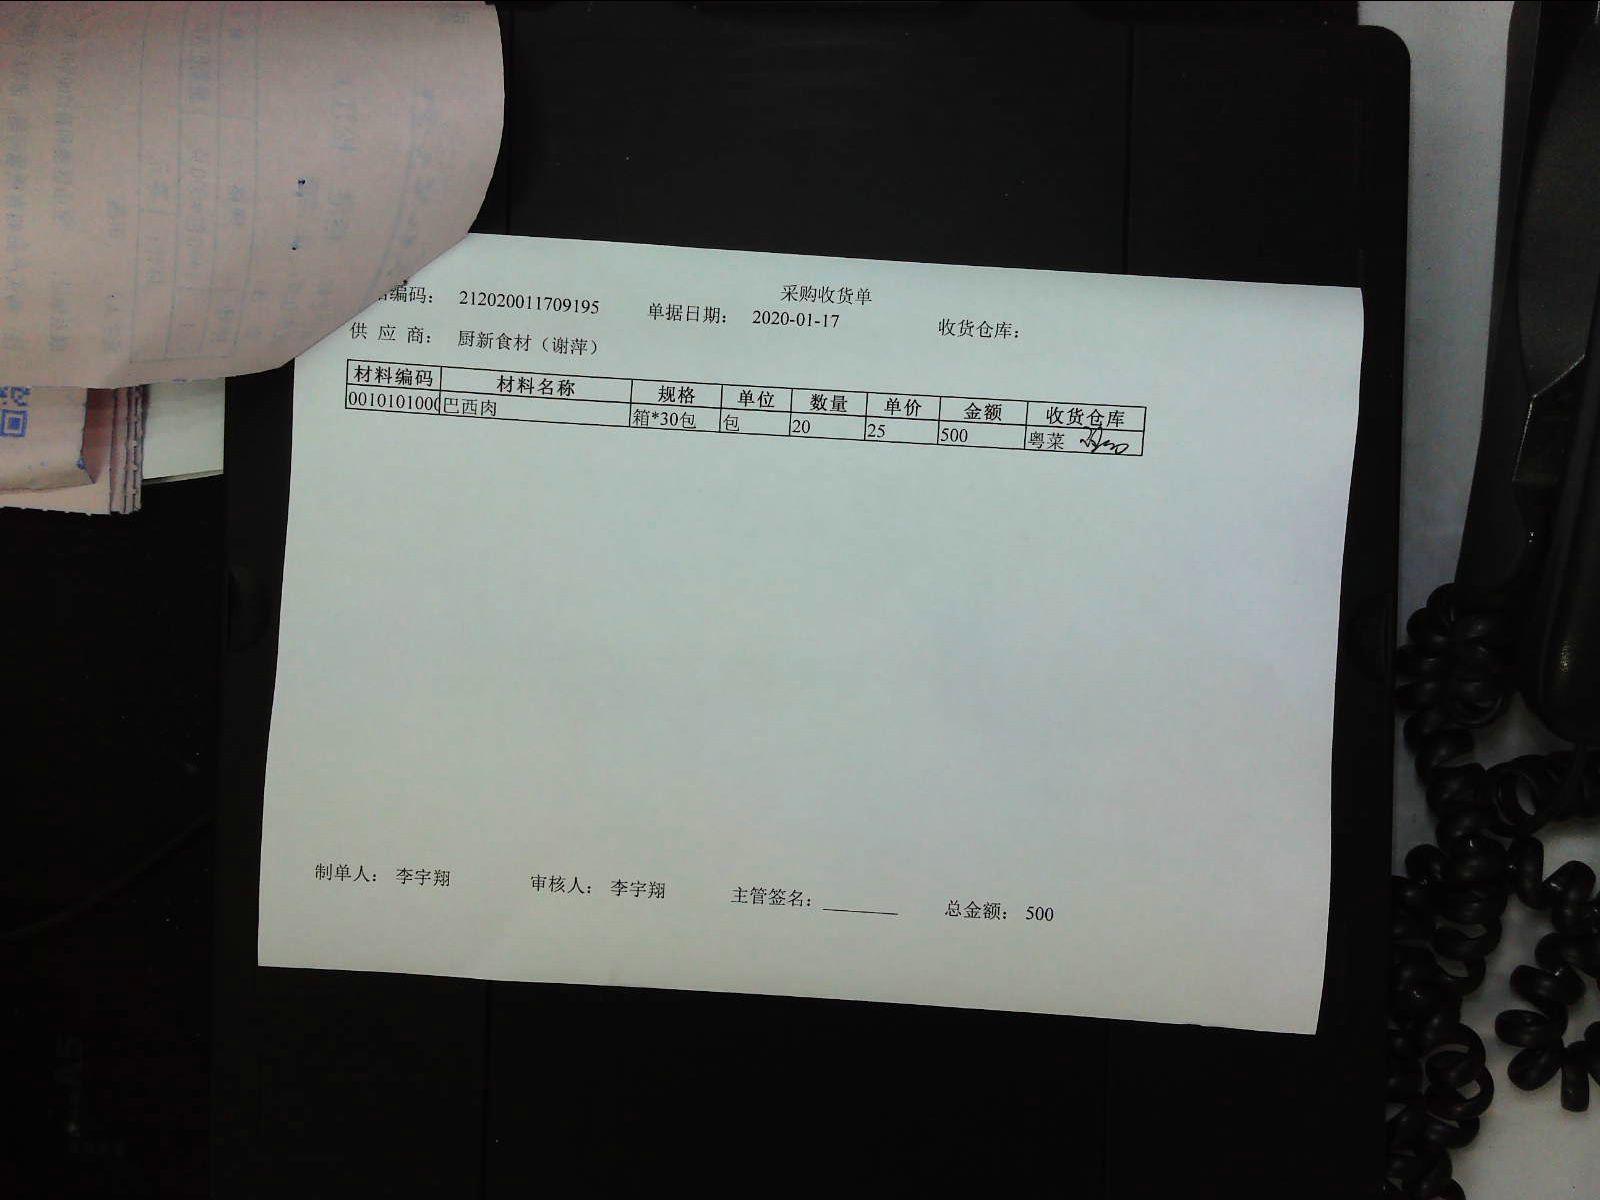 采购收货单
编码： 212020011709195 单据日期： 2020-01-17 收货仓库：
供 应 商： 厨新食材（谢萍）
材料编码 材料名称 规格 单位 数量 单价 金额 收货仓库
0010101000 巴西肉 箱*30包 包 20 25 500 粤菜
制单人： 李宇翔 审核人： 李宇翔 主管签名：________ 总金额： 500